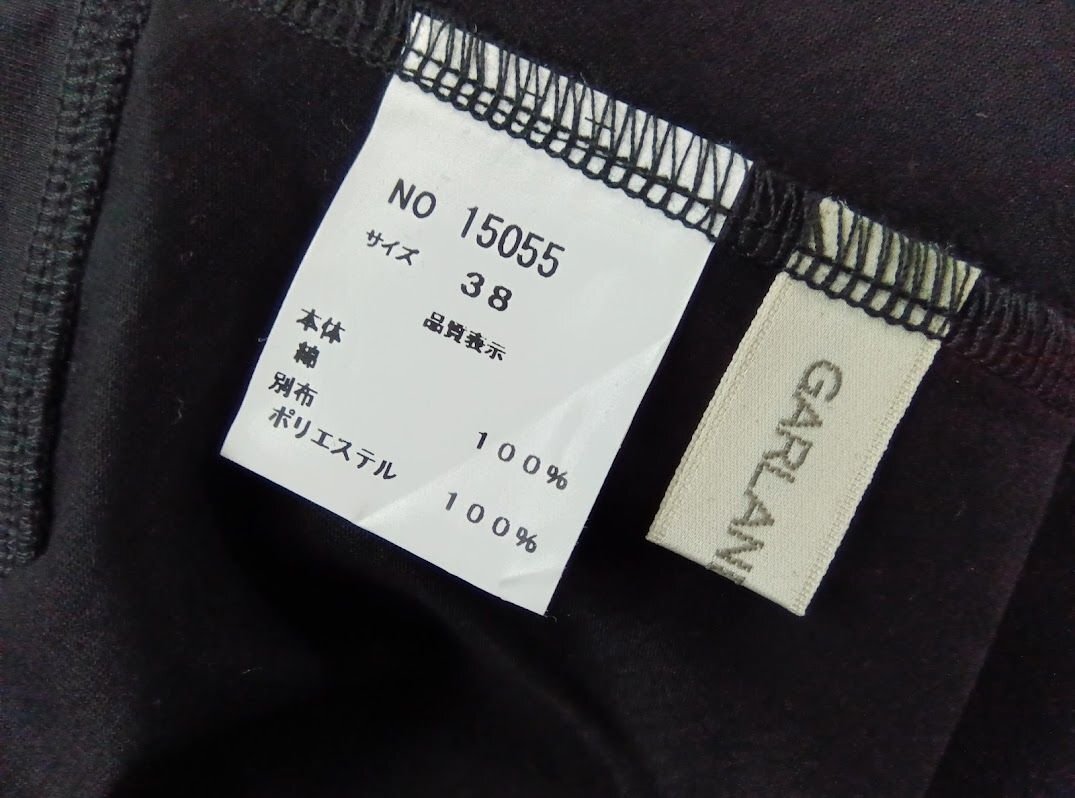 NO 15055
サイズ 38
品質表示
本体
綿 100%
別布
ポリエステル 100%
GARLAN